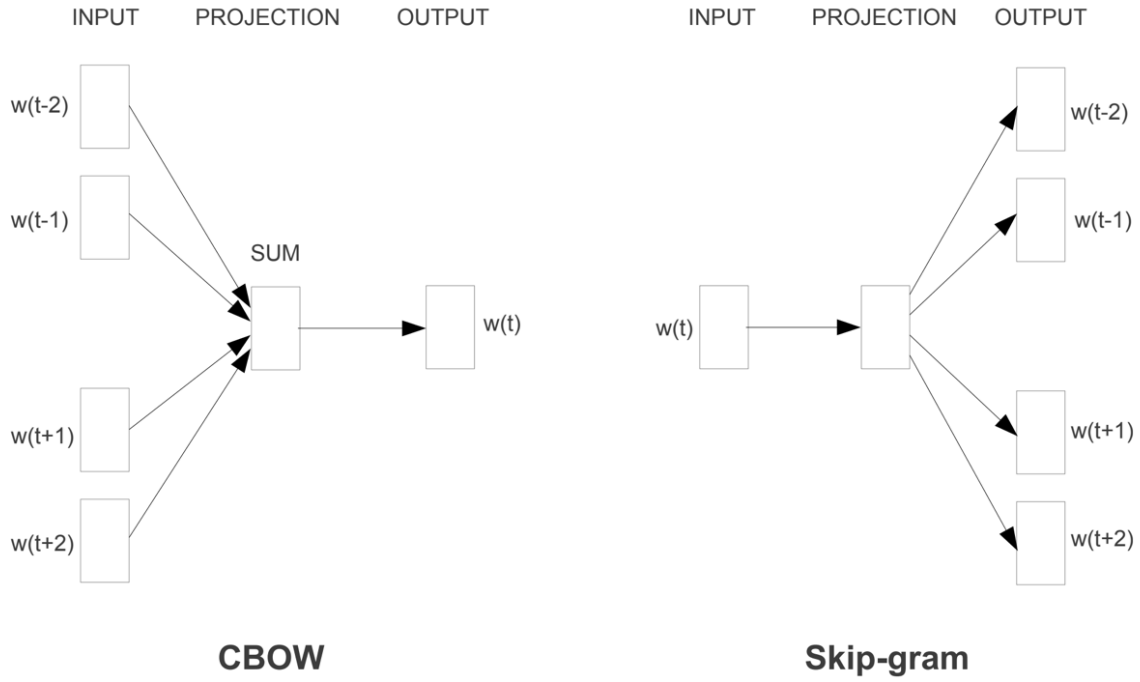 INPUT PROJECTION OUTPUT
w(t-2)
w(t-1)
SUM
w(t)
w(t+1)
w(t+2)
CBOW
INPUT PROJECTION OUTPUT
w(t-2)
w(t-1)
w(t)
w(t+1)
w(t+2)
Skip-gram